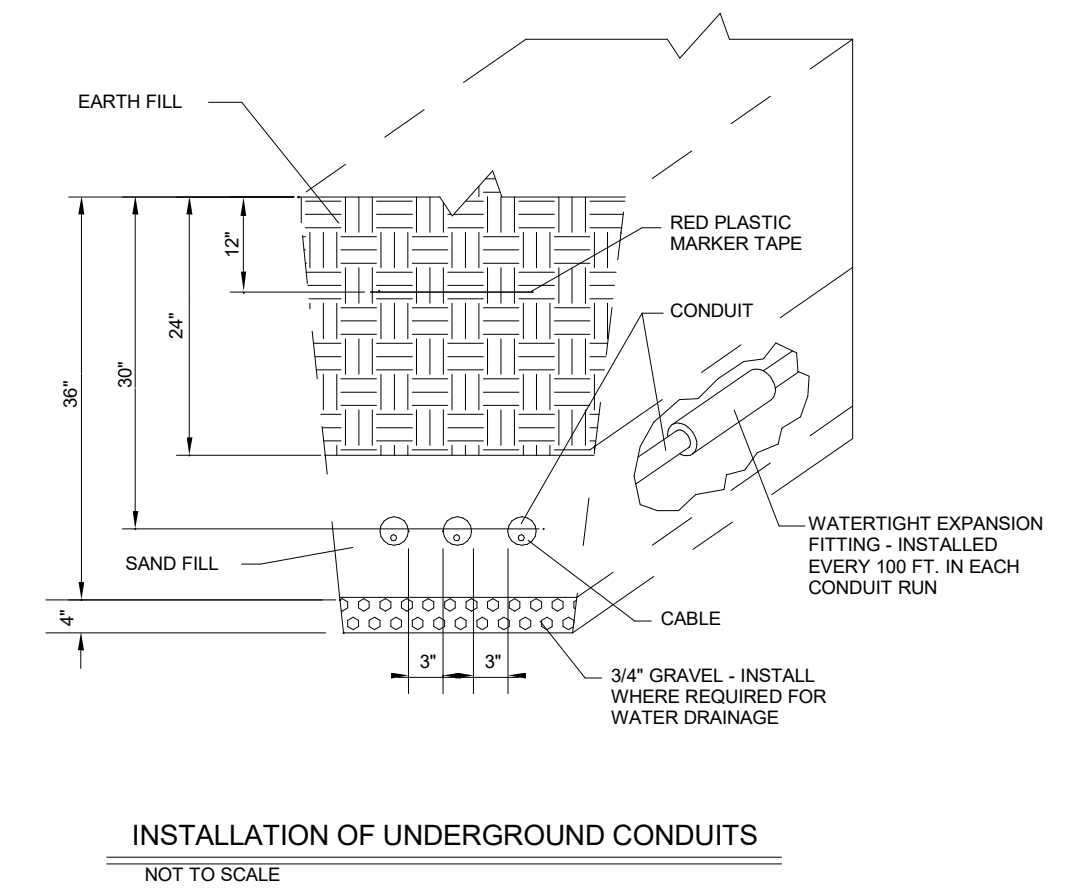 EARTH FILL
RED PLASTIC
MARKER TAPE
12"
24"
30"
36"
CONDUIT
WATERTIGHT EXPANSION
FITTING - INSTALLED
EVERY 100 FT. IN EACH
CONDUIT RUN
SAND FILL
4"
CABLE
3"
3"
3/4" GRAVEL - INSTALL
WHERE REQUIRED FOR
WATER DRAINAGE
INSTALLATION OF UNDERGROUND CONDUITS
NOT TO SCALE